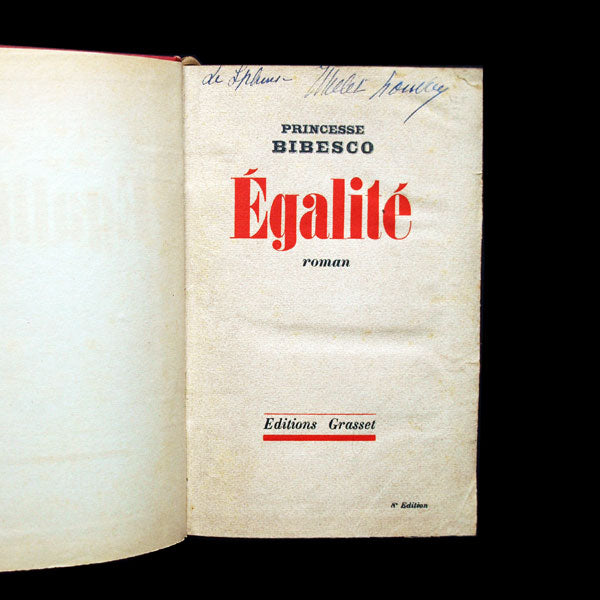 PRINCESSE
BIBESCO
Égalité
roman
Editions Grasset
8e Edition